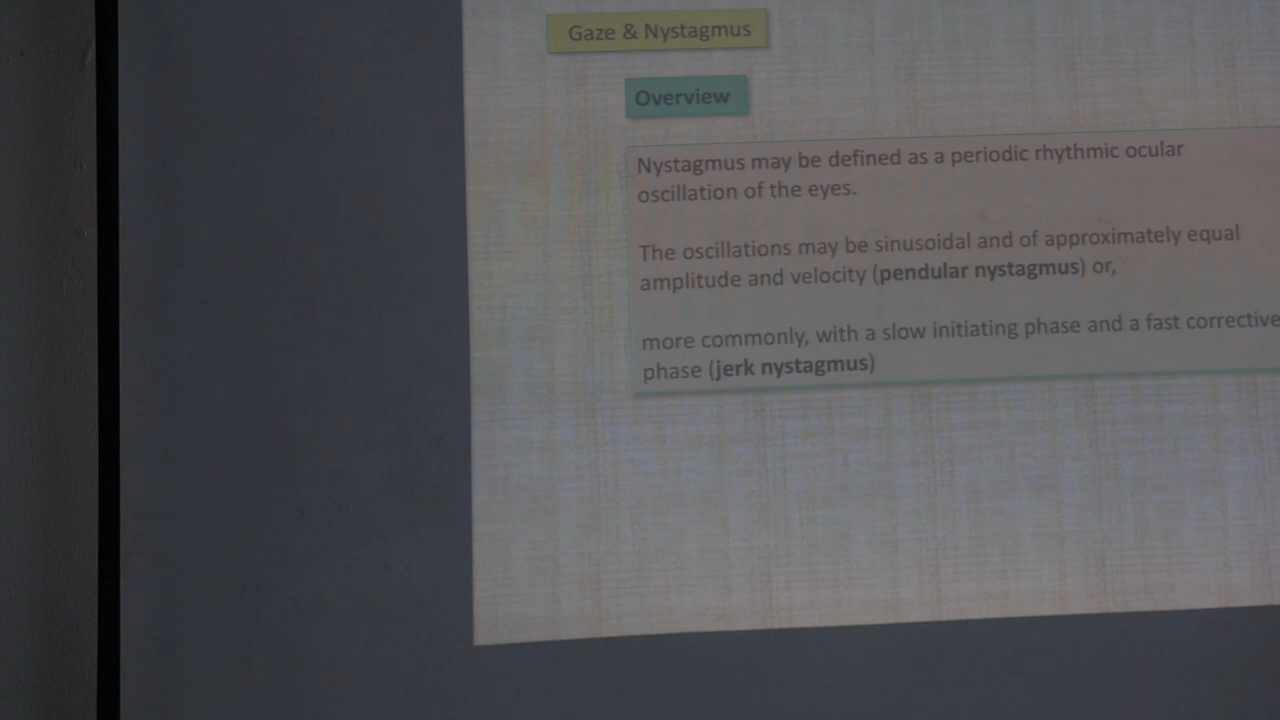 Gaze & Nystagmus
Overview
Nystagmus may be defined as a periodic rhythmic ocular
oscillation of the eyes.
The oscillations may be sinusoidal and of approximately equal
amplitude and velocity (pendular nystagmus) or,
more commonly, with a slow initiating phase and a fast corrective
phase (jerk nystagmus)